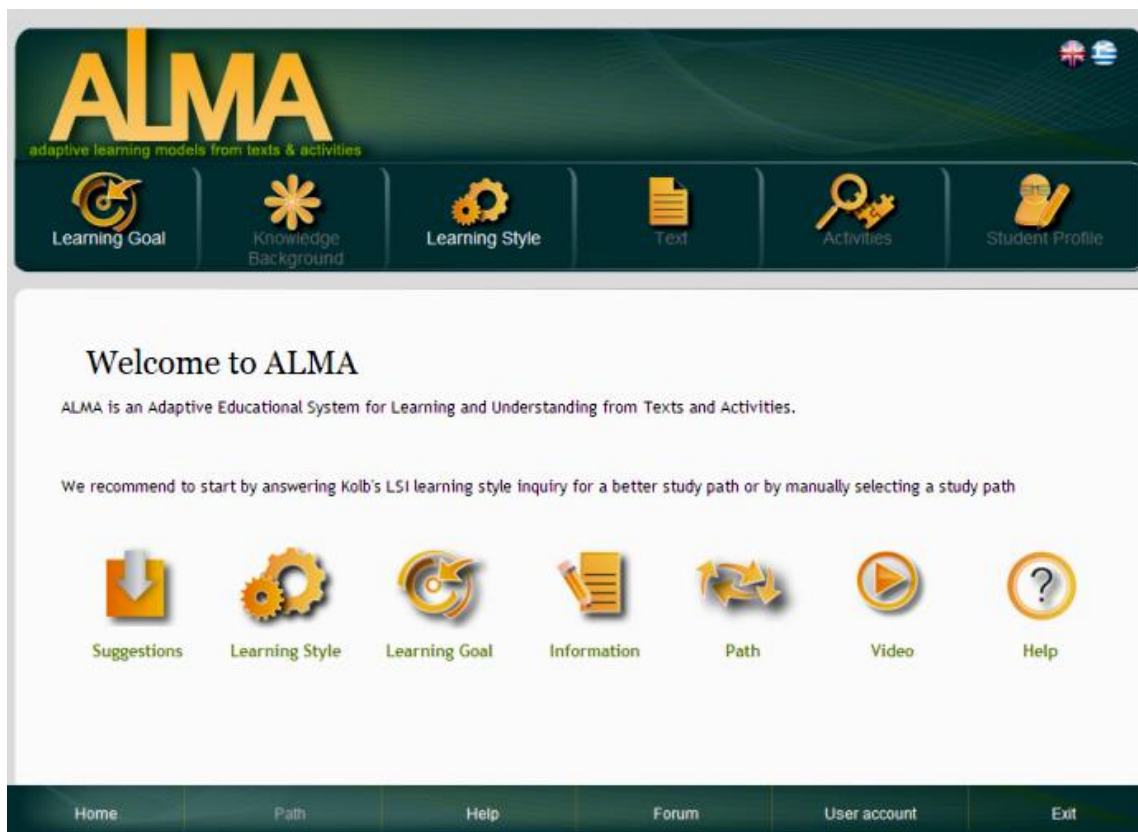 ALMA
adaptive learning models from texts & activities
Learning Goal
Knowledge
Background
Learning Style
Text
Activities
Student Profile
Welcome to ALMA
ALMA is an Adaptive Educational System for Learning and Understanding from Texts and Activities.
We recommend to start by answering Kolb's LSI learning style inquiry for a better study path or by manually selecting a study path
?
Suggestions
Learning Style
Learning Goal
Information
Path
Video
Help
Home
Path
Help
Forum
User account
Exit